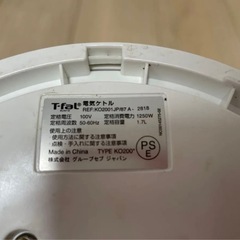 T-fal 電気ケトル
REF:KO2001JP/87 A - 2818
定格電圧 100V 定格消費電力 1250W
定格周波数 50-60Hz 定格容量 1.7L
使用上の注意
使用方法に関する注意事項
・点検・手入れに関する注意事項
Made in China TYPE KO200*
株式会社 グループセブ ジャパン
PS
E